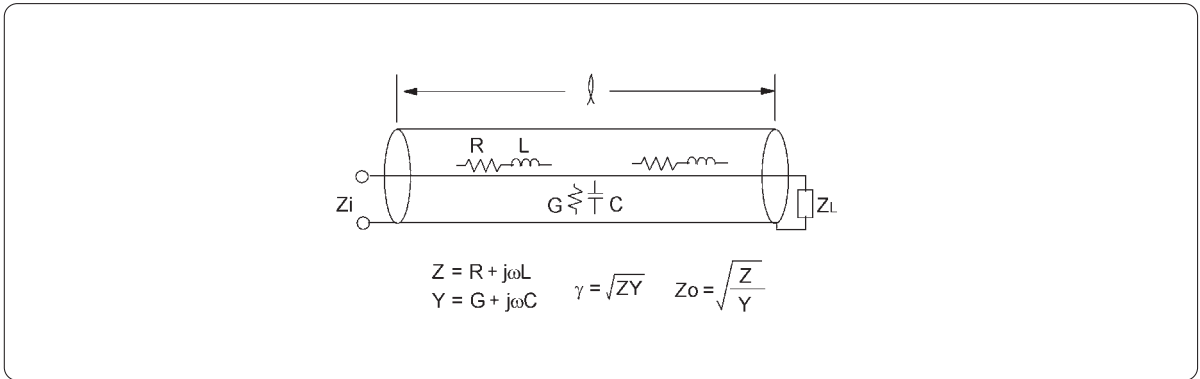 ℓ
R L
G C
Zi
ZL
Z = R + jωL
Y = G + jωC
γ = √ZY
Zo = √Z/Y